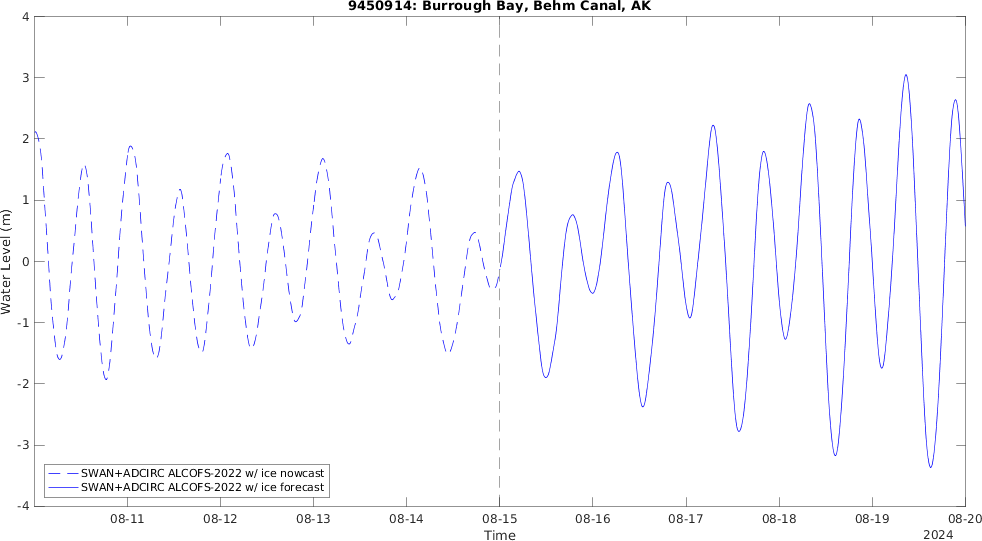 9450914: Burrough Bay, Behm Canal, AK
4
3
2
1
0
-1
-2
-3
-4
Water Level (m)
SWAN+ADCIRC ALCOFS-2022 w/ ice nowcast
SWAN+ADCIRC ALCOFS-2022 w/ ice forecast
08-11 08-12 08-13 08-14 08-15 08-16 08-17 08-18 08-19 08-20
Time
2024